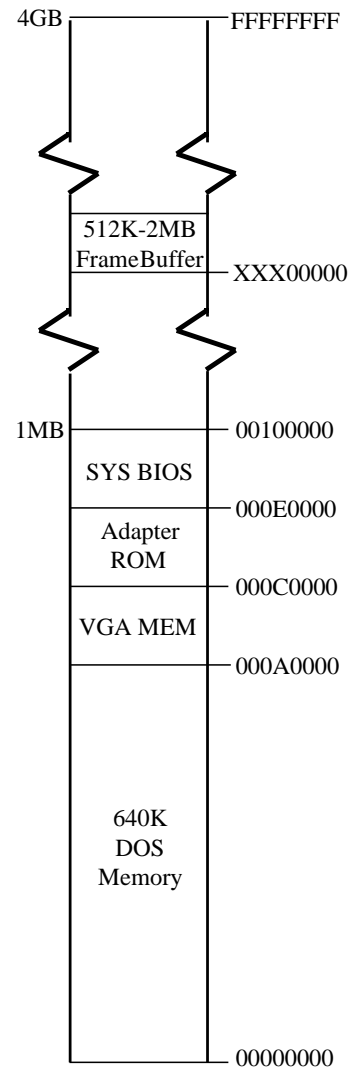 4GB
FFFFFFFF
512K-2MB
FrameBuffer
XXX00000
1MB
00100000
SYS BIOS
000E0000
Adapter
ROM
000C0000
VGA MEM
000A0000
640K
DOS
Memory
00000000